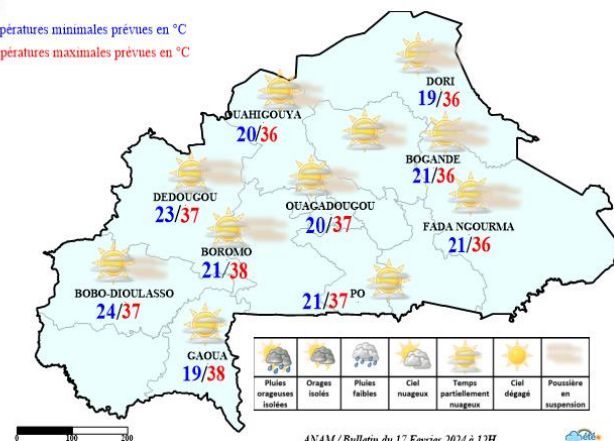 pératures minimales prévues en °C
pératures maximales prévues en °C
DORI
19/36
OUAHIGOUYA
20/36
BOGANDE
21/36
DEDOUGOU
23/37
OUAGADOUGOU
20/37
FADA NGOURMA
21/36
BOROMO
21/38
BOBO-DIOULASSO
24/37
21/37 PO
GAOUA
19/38
Pluies orageuses isolées
Orages isolés
Pluies faibles
Ciel nuageux
Temps partiellement nuageux
Ciel dégagé
Poussière en suspension
0 100 200
ANAM / Bulletin du 17 Fevrier 2024 à 12H